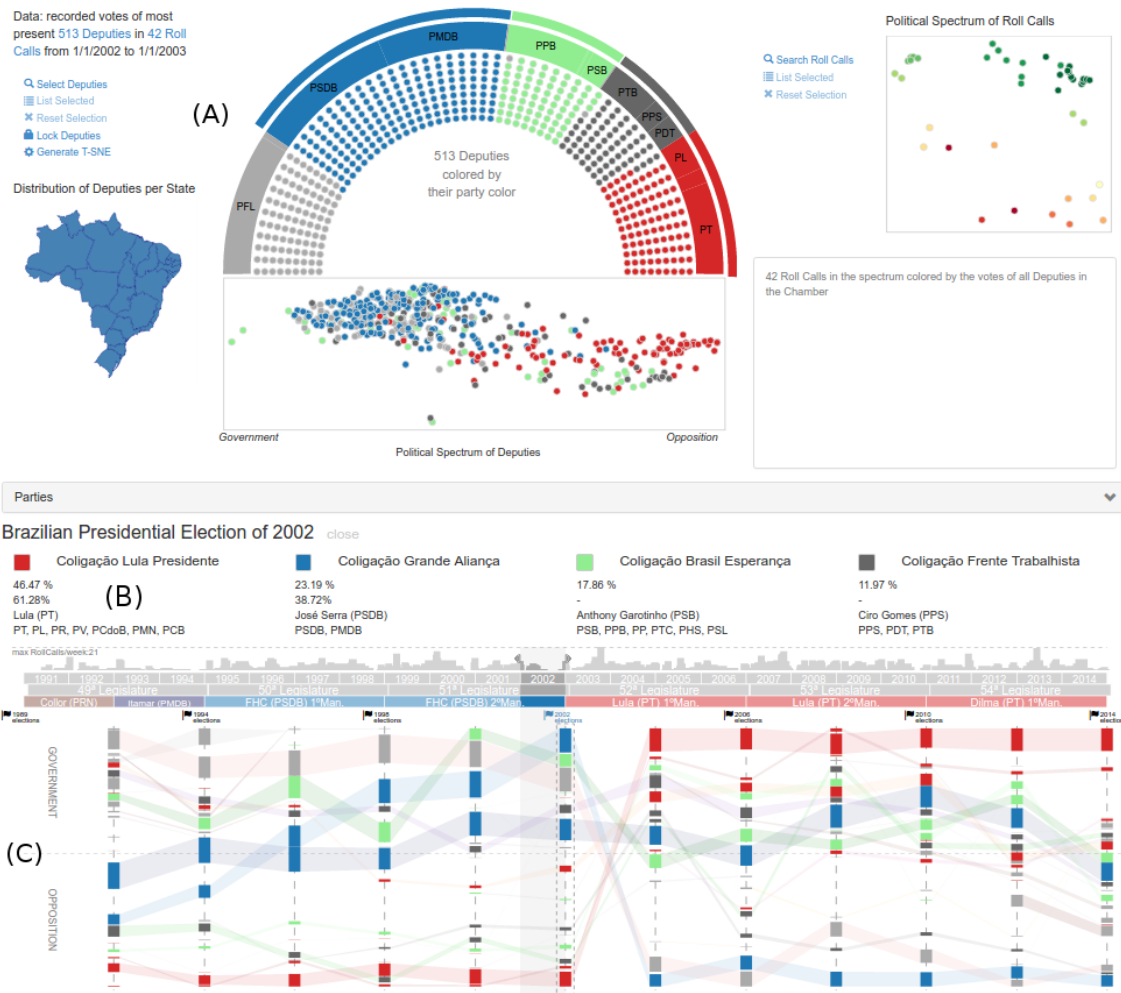 Data: recorded votes of most
present 513 Deputies in 42 Roll
Calls from 1/1/2002 to 1/1/2003
Select Deputies
List Selected
Reset Selection
Lock Deputies
Generate T-SNE
Distribution of Deputies per State
(A)
PFL
PSDB
PMDB
PPB
PSB
PTB
PPS
PDT
PL
PT
513 Deputies
colored by
their party color
Government
Opposition
Political Spectrum of Deputies
Political Spectrum of Roll Calls
Search Roll Calls
List Selected
Reset Selection
42 Roll Calls in the spectrum colored by the votes of all Deputies in
the Chamber
Parties
Brazilian Presidential Election of 2002 close
Coligação Lula Presidente
46.47 %
61.28%
Lula (PT)
PT, PL, PR, PV, PCdoB, PMN, PCB
(B)
Coligação Grande Aliança
23.19 %
38.72%
José Serra (PSDB)
PSDB, PMDB
Coligação Brasil Esperança
17.86 %
-
Anthony Garotinho (PSB)
PSB, PPB, PP, PTC, PHS, PSL
Coligação Frente Trabalhista
11.97 %
-
Ciro Gomes (PPS)
PPS, PDT, PTB
max RollCalls/week:21
1991 1992 1993 1994 1995 1996 1997 1998 1999 2000 2001 2002 2003 2004 2005 2006 2007 2008 2009 2010 2011 2012 2013 2014
49ª Legislature 50ª Legislature 51ª Legislature 52ª Legislature 53ª Legislature 54ª Legislature
Collor (PRN) Itamar (PMDB) FHC (PSDB) 1ºMan. FHC (PSDB) 2ºMan. Lula (PT) 1ºMan. Lula (PT) 2ºMan. Dilma (PT) 1ºMan.
1989 elections
1994 elections
1998 elections
2002 elections
2006 elections
2010 elections
2014 elections
GOVERNMENT
(C)
OPPOSITION